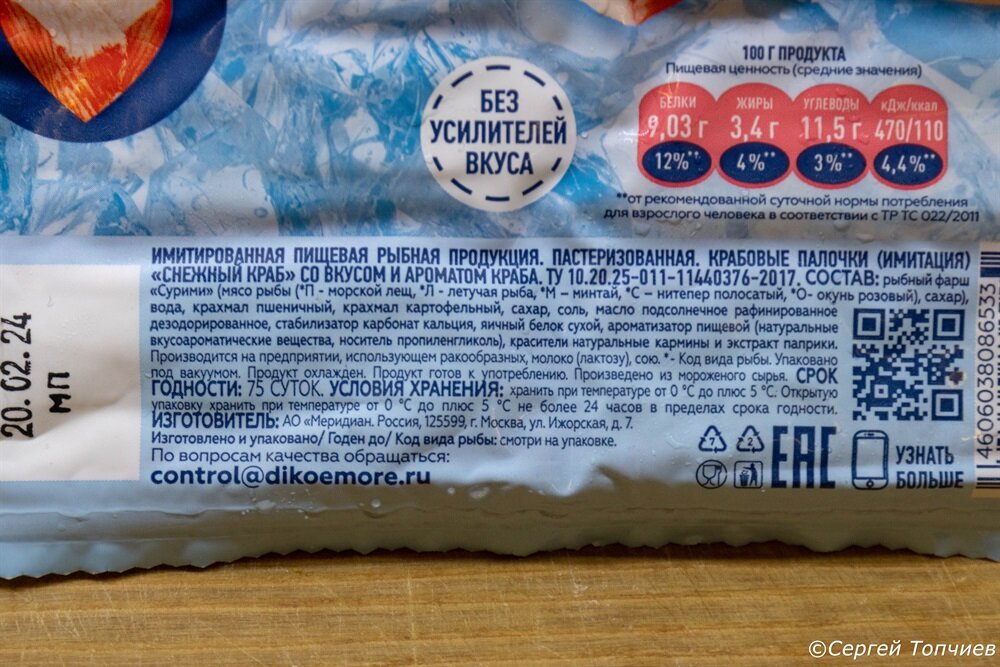 100 Г ПРОДУКТА
Пищевая ценность (средние значения)
БЕЛКИ ЖИРЫ УГЛЕВОДЫ кДж/ккал
9,03 г 3,4 г 11,5 г 470/110
12%** 4%** 3%** 4,4%**
**от рекомендованной суточной нормы потребления
для взрослого человека в соответствии с ТР ТС 022/2011
БЕЗ
УСИЛИТЕЛЕЙ
ВКУСА
ИМИТИРОВАННАЯ ПИЩЕВАЯ РЫБНАЯ ПРОДУКЦИЯ. ПАСТЕРИЗОВАННАЯ. КРАБОВЫЕ ПАЛОЧКИ (ИМИТАЦИЯ)
«СНЕЖНЫЙ КРАБ» СО ВКУСОМ И АРОМАТОМ КРАБА. ТУ 10.20.25-011-11440376-2017. СОСТАВ: рыбный фарш
«Сурими» (мясо рыбы (*П - морской лещ, *Л - летучая рыба, *М – минтай, *С – нитепер полосатый, *О- окунь розовый), сахар),
вода, крахмал пшеничный, крахмал картофельный, сахар, соль, масло подсолнечное рафинированное
дезодорированное, стабилизатор карбонат кальция, яичный белок сухой, ароматизатор пищевой (натуральные
вкусоароматические вещества, носитель пропиленгликоль), красители натуральные кармины и экстракт паприки.
Производится на предприятии, использующем ракообразных, молоко (лактозу), сою. *- Код вида рыбы. Упаковано
под вакуумом. Продукт охлажден. Продукт готов к употреблению. Произведено из мороженого сырья. СРОК
ГОДНОСТИ: 75 СУТОК. УСЛОВИЯ ХРАНЕНИЯ: хранить при температуре от 0 °С до плюс 5 °С. Открытую
упаковку хранить при температуре от 0 °С до плюс 5 °С не более 24 часов в пределах срока годности.
ИЗГОТОВИТЕЛЬ: АО «Меридиан. Россия, 125599, г. Москва, ул. Ижорская, д. 7.
Изготовлено и упаковано/ Годен до/ Код вида рыбы: смотри на упаковке.
По вопросам качества обращаться:
control@dikoemore.ru
20.02.24
МП
7 2
EAC
УЗНАТЬ
БОЛЬШЕ
4606038086533
©Сергей Топчиев